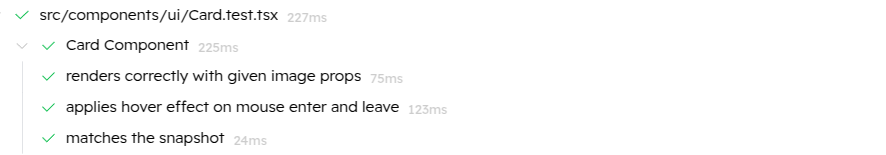 src/components/ui/Card.test.tsx 227ms
Card Component 225ms
renders correctly with given image props 75ms
applies hover effect on mouse enter and leave 123ms
matches the snapshot 24ms